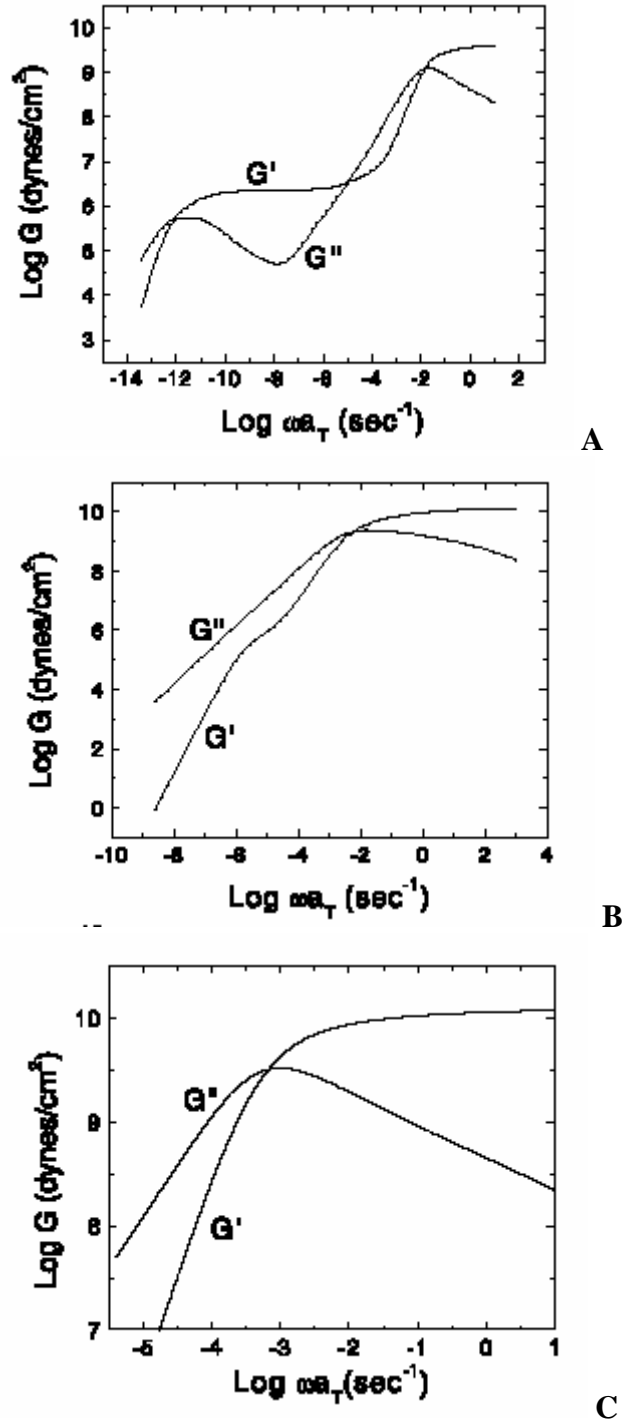 10
9
8
7
6
5
4
3
Log G (dynes/cm²)
G'
G"
-14 -12 -10 -8 -6 -4 -2 0 2
Log ωa_T (sec⁻¹)
A
10
8
6
4
2
0
Log G (dynes/cm²)
G"
G'
-10 -8 -6 -4 -2 0 2 4
Log ωa_T (sec⁻¹)
B
10
9
8
7
Log G (dynes/cm²)
G"
G'
-5 -4 -3 -2 -1 0 1
Log ωa_T(sec⁻¹)
C